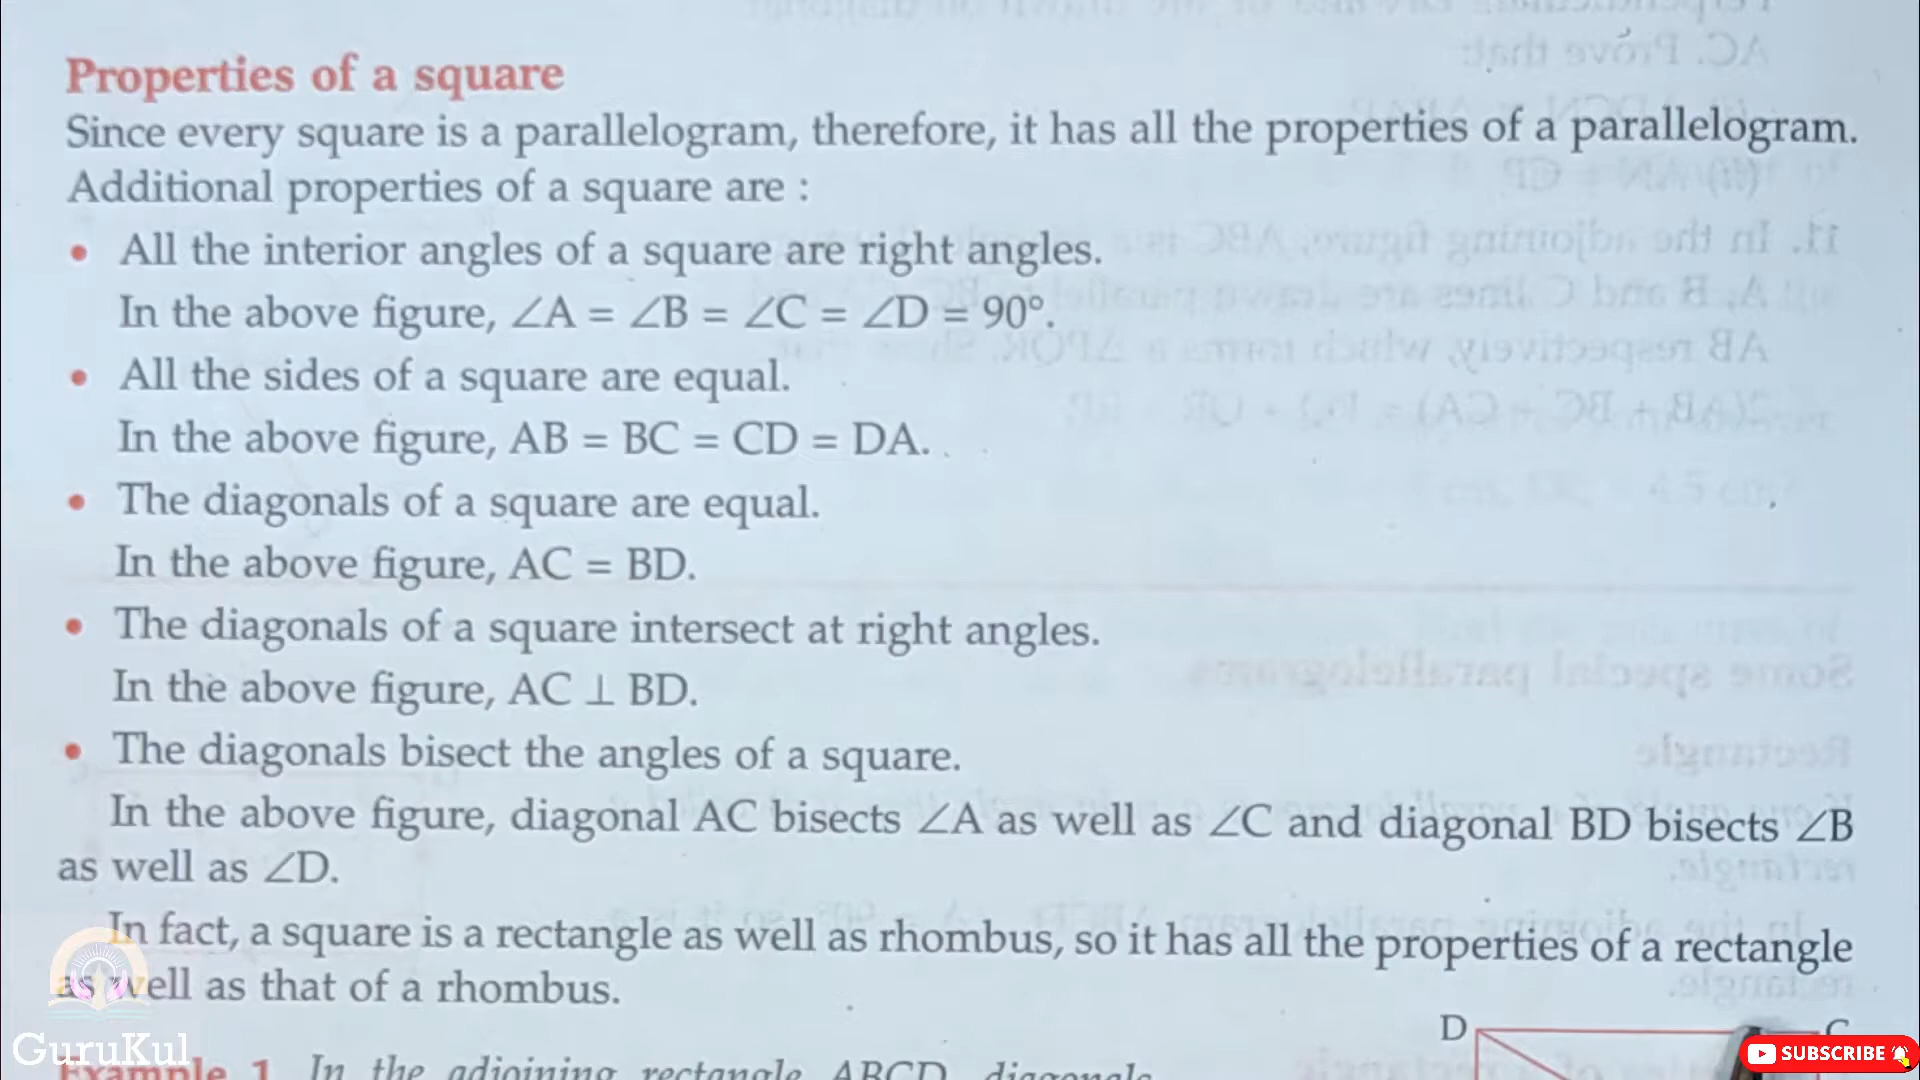 Properties of a square
Since every square is a parallelogram, therefore, it has all the properties of a parallelogram.
Additional properties of a square are :
• All the interior angles of a square are right angles.
In the above figure, ∠A = ∠B = ∠C = ∠D = 90°.
• All the sides of a square are equal.
In the above figure, AB = BC = CD = DA.
• The diagonals of a square are equal.
In the above figure, AC = BD.
• The diagonals of a square intersect at right angles.
In the above figure, AC ⊥ BD.
• The diagonals bisect the angles of a square.
In the above figure, diagonal AC bisects ∠A as well as ∠C and diagonal BD bisects ∠B
as well as ∠D.
In fact, a square is a rectangle as well as rhombus, so it has all the properties of a rectangle
as well as that of a rhombus.
D C
GuruKul
SUBSCRIBE
Example 1 In the adjoining rectangle ABCD, diagonals